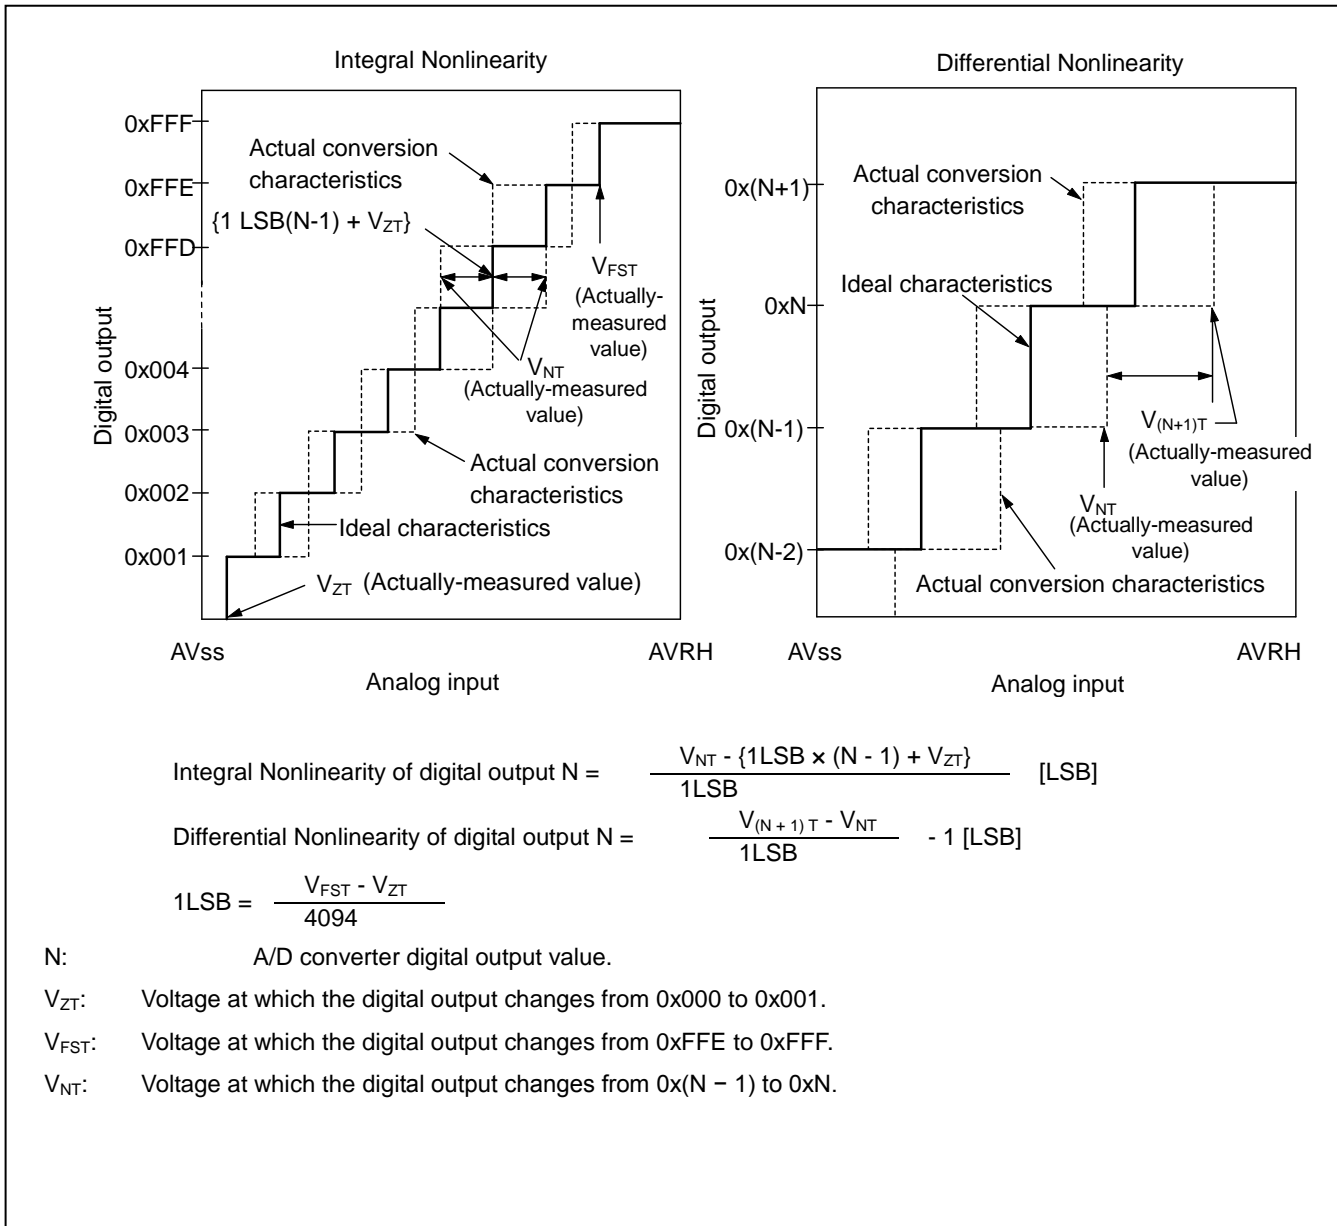 Integral Nonlinearity
0xFFF
0xFFE
0xFFD
0x004
0x003
0x002
0x001
Digital output
Actual conversion
characteristics
{1 LSB(N-1) + VZT}
VFST
(Actually-
measured
value)
VNT
(Actually-measured
value)
Actual conversion
characteristics
Ideal characteristics
VZT (Actually-measured value)
AVss
AVRH
Analog input
Differential Nonlinearity
0x(N+1)
0xN
0x(N-1)
0x(N-2)
Digital output
Actual conversion
characteristics
Ideal characteristics
V(N+1)T
(Actually-measured
value)
VNT
(Actually-measured
value)
Actual conversion characteristics
AVss
AVRH
Analog input
Integral Nonlinearity of digital output N = VNT - {1LSB × (N - 1) + VZT} / 1LSB [LSB]
Differential Nonlinearity of digital output N = V(N + 1) T - VNT / 1LSB - 1 [LSB]
1LSB = VFST - VZT / 4094
N: A/D converter digital output value.
VZT: Voltage at which the digital output changes from 0x000 to 0x001.
VFST: Voltage at which the digital output changes from 0xFFE to 0xFFF.
VNT: Voltage at which the digital output changes from 0x(N − 1) to 0xN.